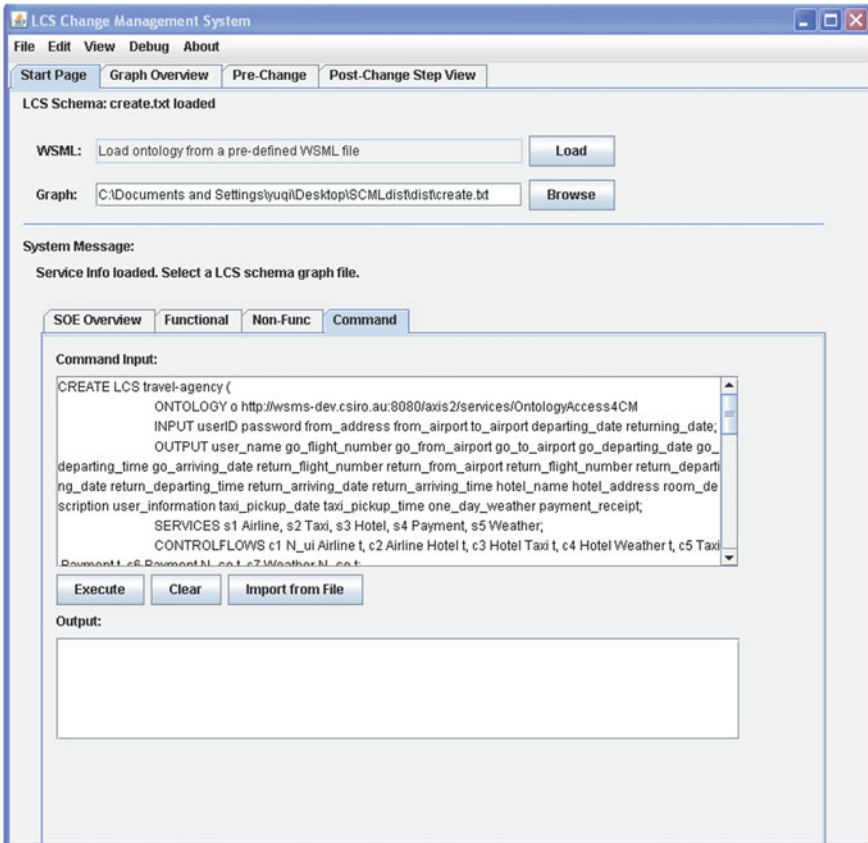 LCS Change Management System
File Edit View Debug About
Start Page Graph Overview Pre-Change Post-Change Step View
LCS Schema: create.txt loaded
WSML: Load ontology from a pre-defined WSML file Load
Graph: C:\Documents and Settings\yuqi\Desktop\SCMLdist\dist\create.txt Browse
System Message:
Service Info loaded. Select a LCS schema graph file.
SOE Overview Functional Non-Func Command
Command Input:
CREATE LCS travel-agency (
ONTOLOGY o http://wsms-dev.csiro.au:8080/axis2/services/OntologyAccess4CM
INPUT userID password from_address from_airport to_airport departing_date returning_date;
OUTPUT user_name go_flight_number go_from_airport go_to_airport go_departing_date go_
departing_time go_arriving_date return_flight_number return_from_airport return_flight_number return_departi
ng_date return_departing_time return_arriving_date return_arriving_time hotel_name hotel_address room_de
scription user_information taxi_pickup_date taxi_pickup_time one_day_weather payment_receipt;
SERVICES s1 Airline, s2 Taxi, s3 Hotel, s4 Payment, s5 Weather;
CONTROLFLOWS c1 N_ui Airline t, c2 Airline Hotel t, c3 Hotel Taxi t, c4 Hotel Weather t, c5 Taxi
Payment t, c6 Payment N_co t, c7 Weather N_co t;
Execute Clear Import from File
Output: